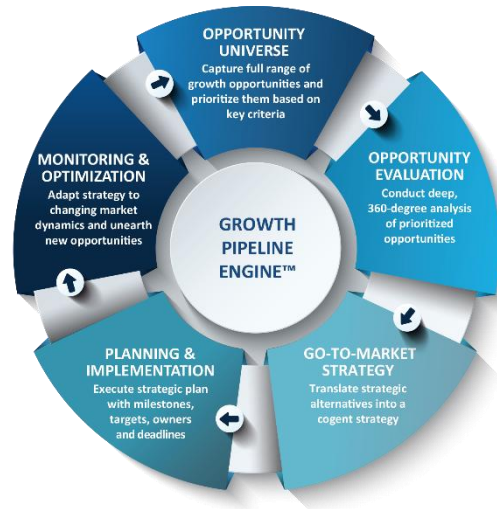 OPPORTUNITY
UNIVERSE
Capture full range of
growth opportunities and
prioritize them based on
key criteria
OPPORTUNITY
EVALUATION
Conduct deep,
360-degree analysis
of prioritized
opportunities
GO-TO-MARKET
STRATEGY
Translate strategic
alternatives into a
cogent strategy
PLANNING &
IMPLEMENTATION
Execute strategic plan
with milestones,
targets, owners
and deadlines
MONITORING &
OPTIMIZATION
Adapt strategy to
changing market
dynamics and unearth
new opportunities
GROWTH
PIPELINE
ENGINE™